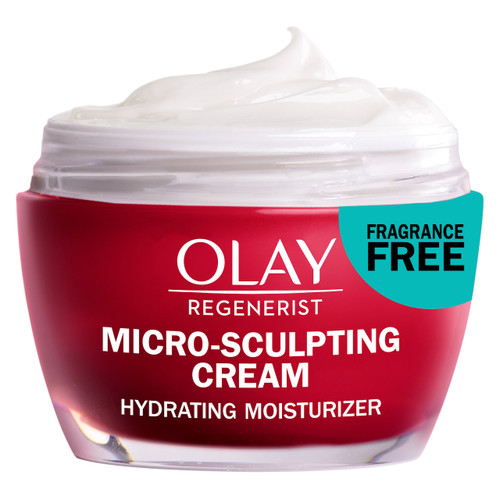 FRAGRANCE
FREE
OLAY
REGENERIST
MICRO-SCULPTING
CREAM
HYDRATING MOISTURIZER